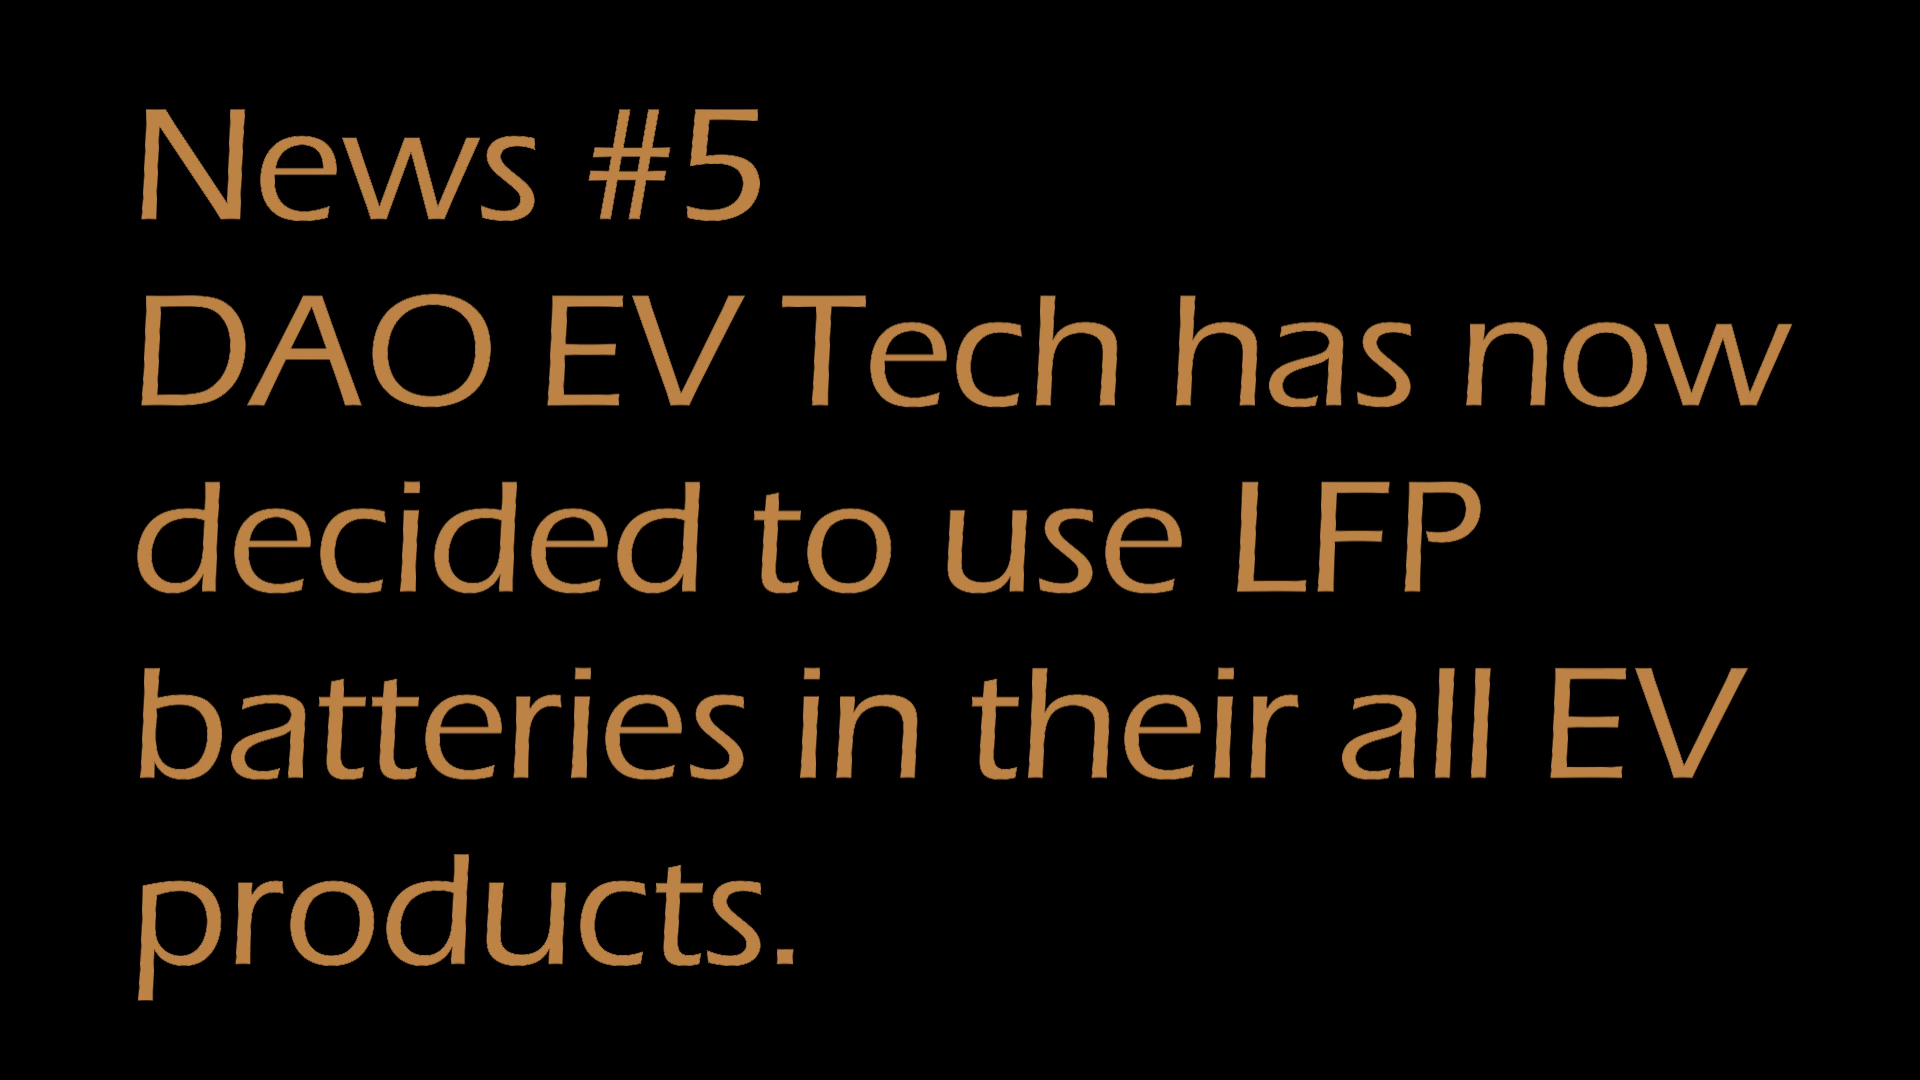 News #5
DAO EV Tech has now
decided to use LFP
batteries in their all EV
products.